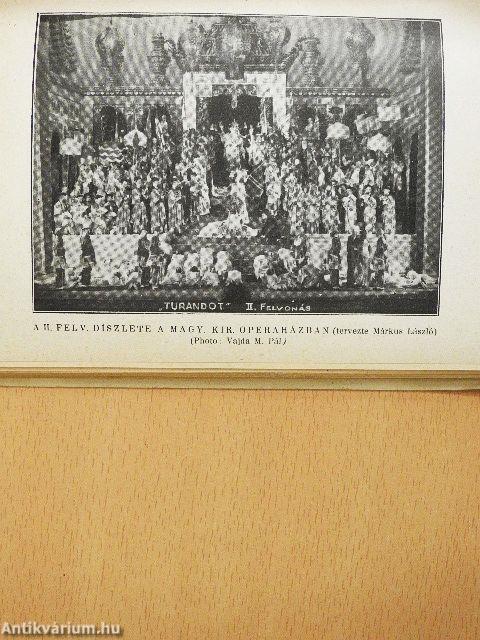 „TURANDOT" II. FELVONÁS
A II. FELV. DÍSZLETE A MAGY. KIR. OPERAHÁZBAN (tervezte Márkus László)
(Photo: Vajda M. Pál)
Antikvárium.hu